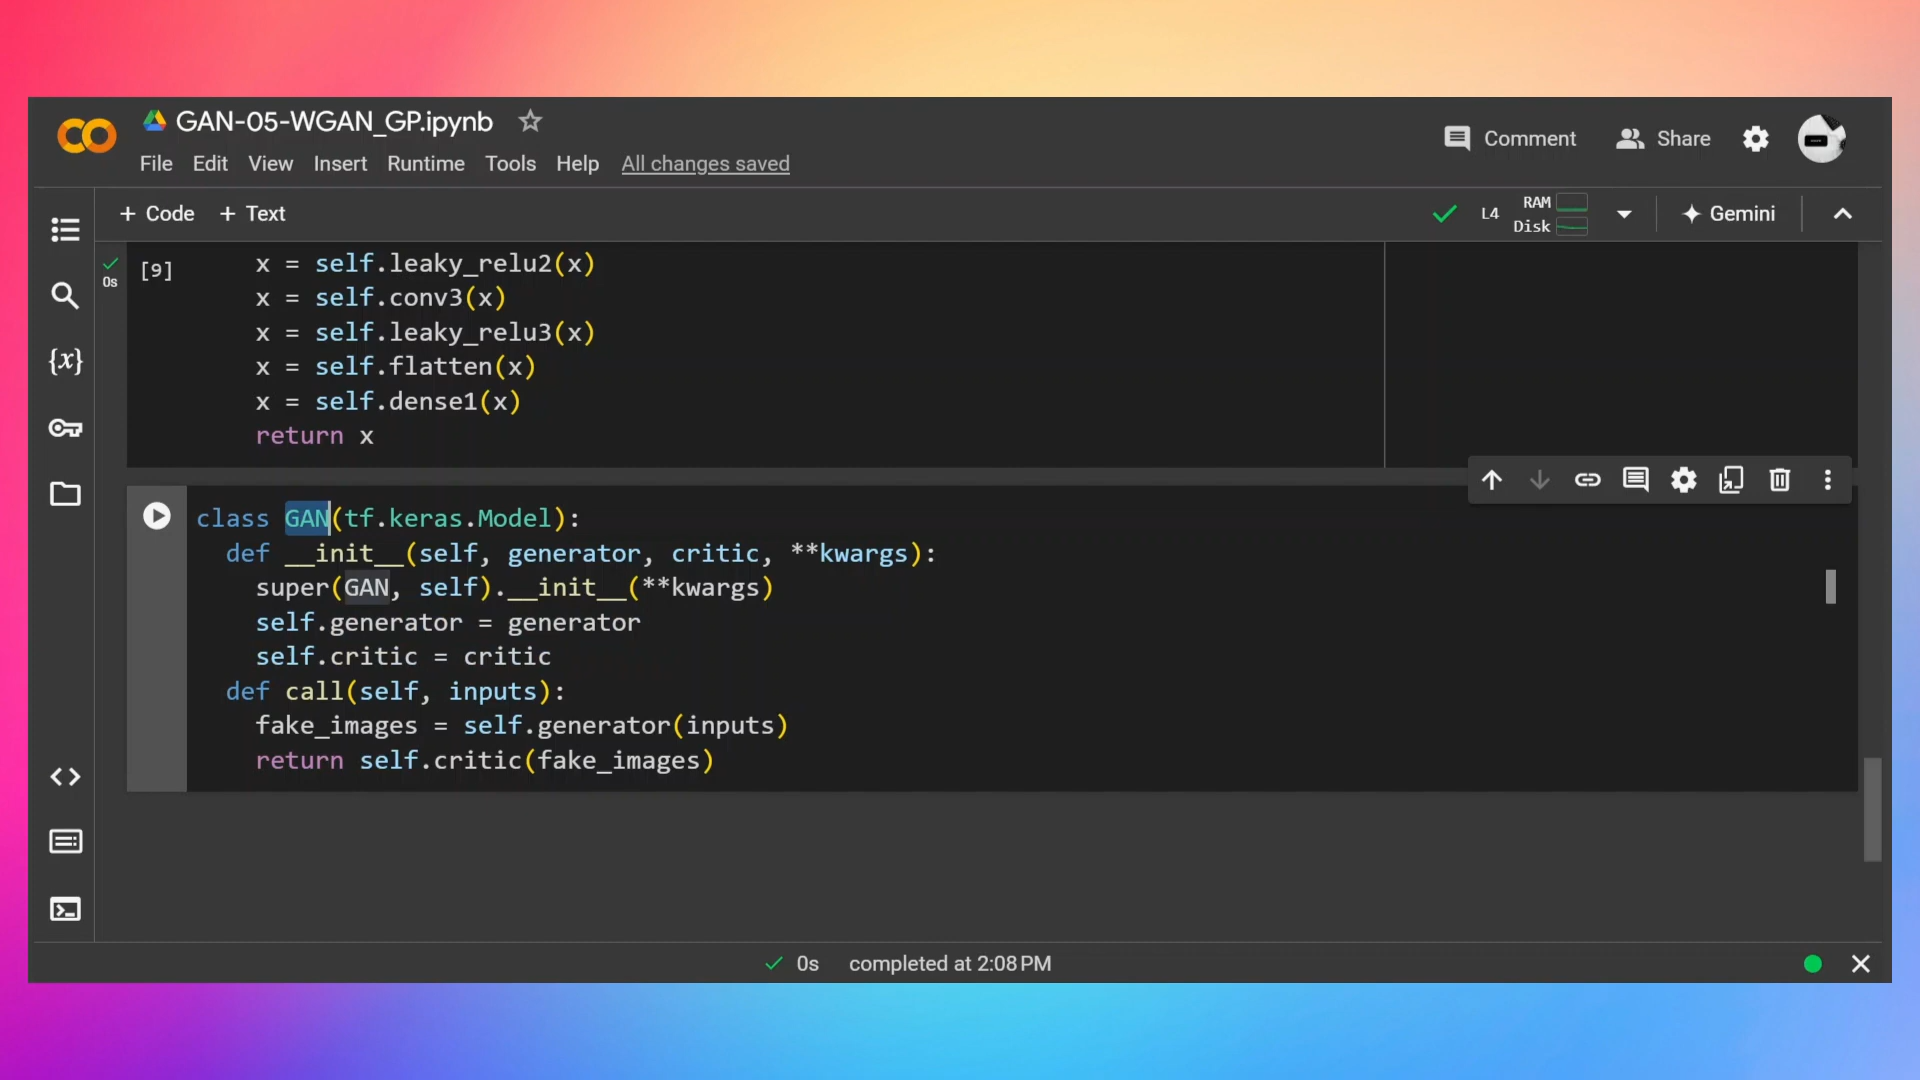 GAN-05-WGAN_GP.ipynb
File Edit View Insert Runtime Tools Help All changes saved
Comment Share
+ Code + Text
L4 RAM Disk Gemini
0s [9]
x = self.leaky_relu2(x)
x = self.conv3(x)
x = self.leaky_relu3(x)
x = self.flatten(x)
x = self.dense1(x)
return x
class GAN(tf.keras.Model):
def __init__(self, generator, critic, **kwargs):
super(GAN, self).__init__(**kwargs)
self.generator = generator
self.critic = critic
def call(self, inputs):
fake_images = self.generator(inputs)
return self.critic(fake_images)
0s completed at 2:08 PM